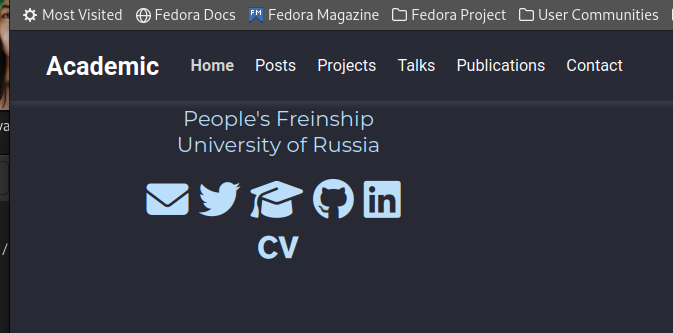 Most Visited Fedora Docs FM Fedora Magazine Fedora Project User Communities
Academic Home Posts Projects Talks Publications Contact
People's Freinship
University of Russia
in
CV
/